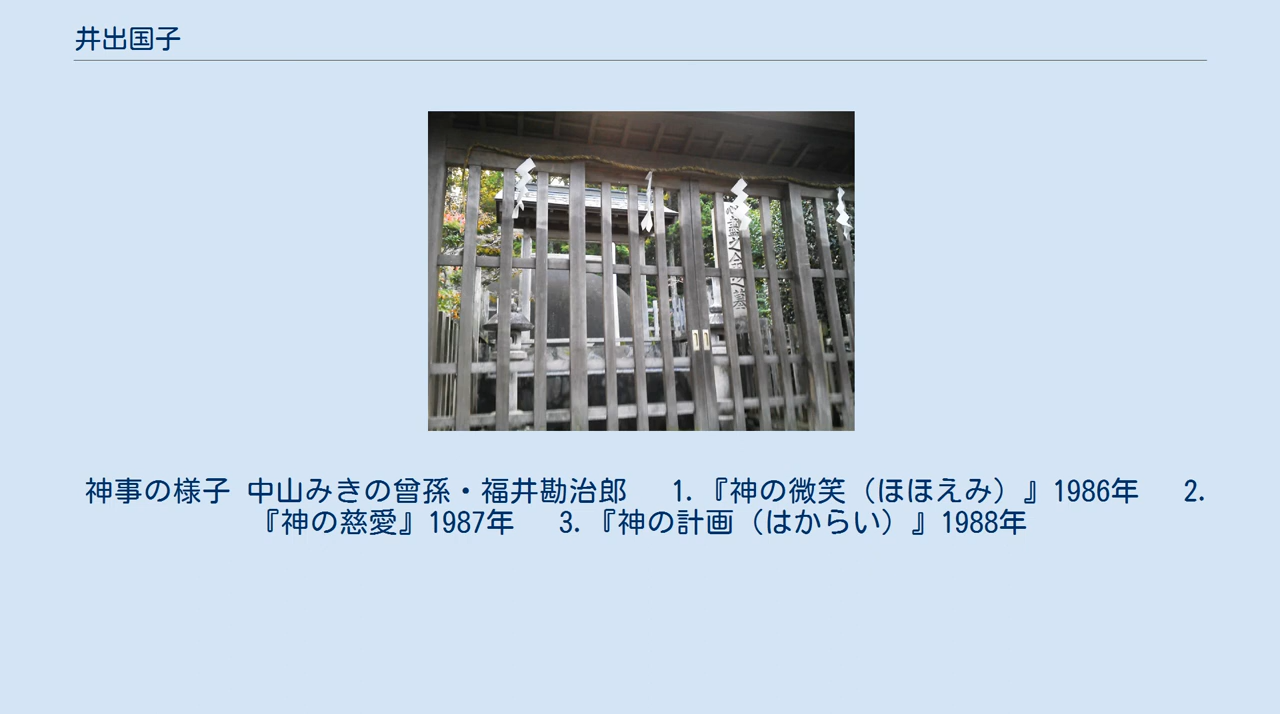 井出国子
神事の様子 中山みきの曾孫・福井勘治郎　 1. 『神の微笑（ほほえみ）』1986年　 2.
『神の慈愛』1987年　 3. 『神の計画（はからい）』1988年